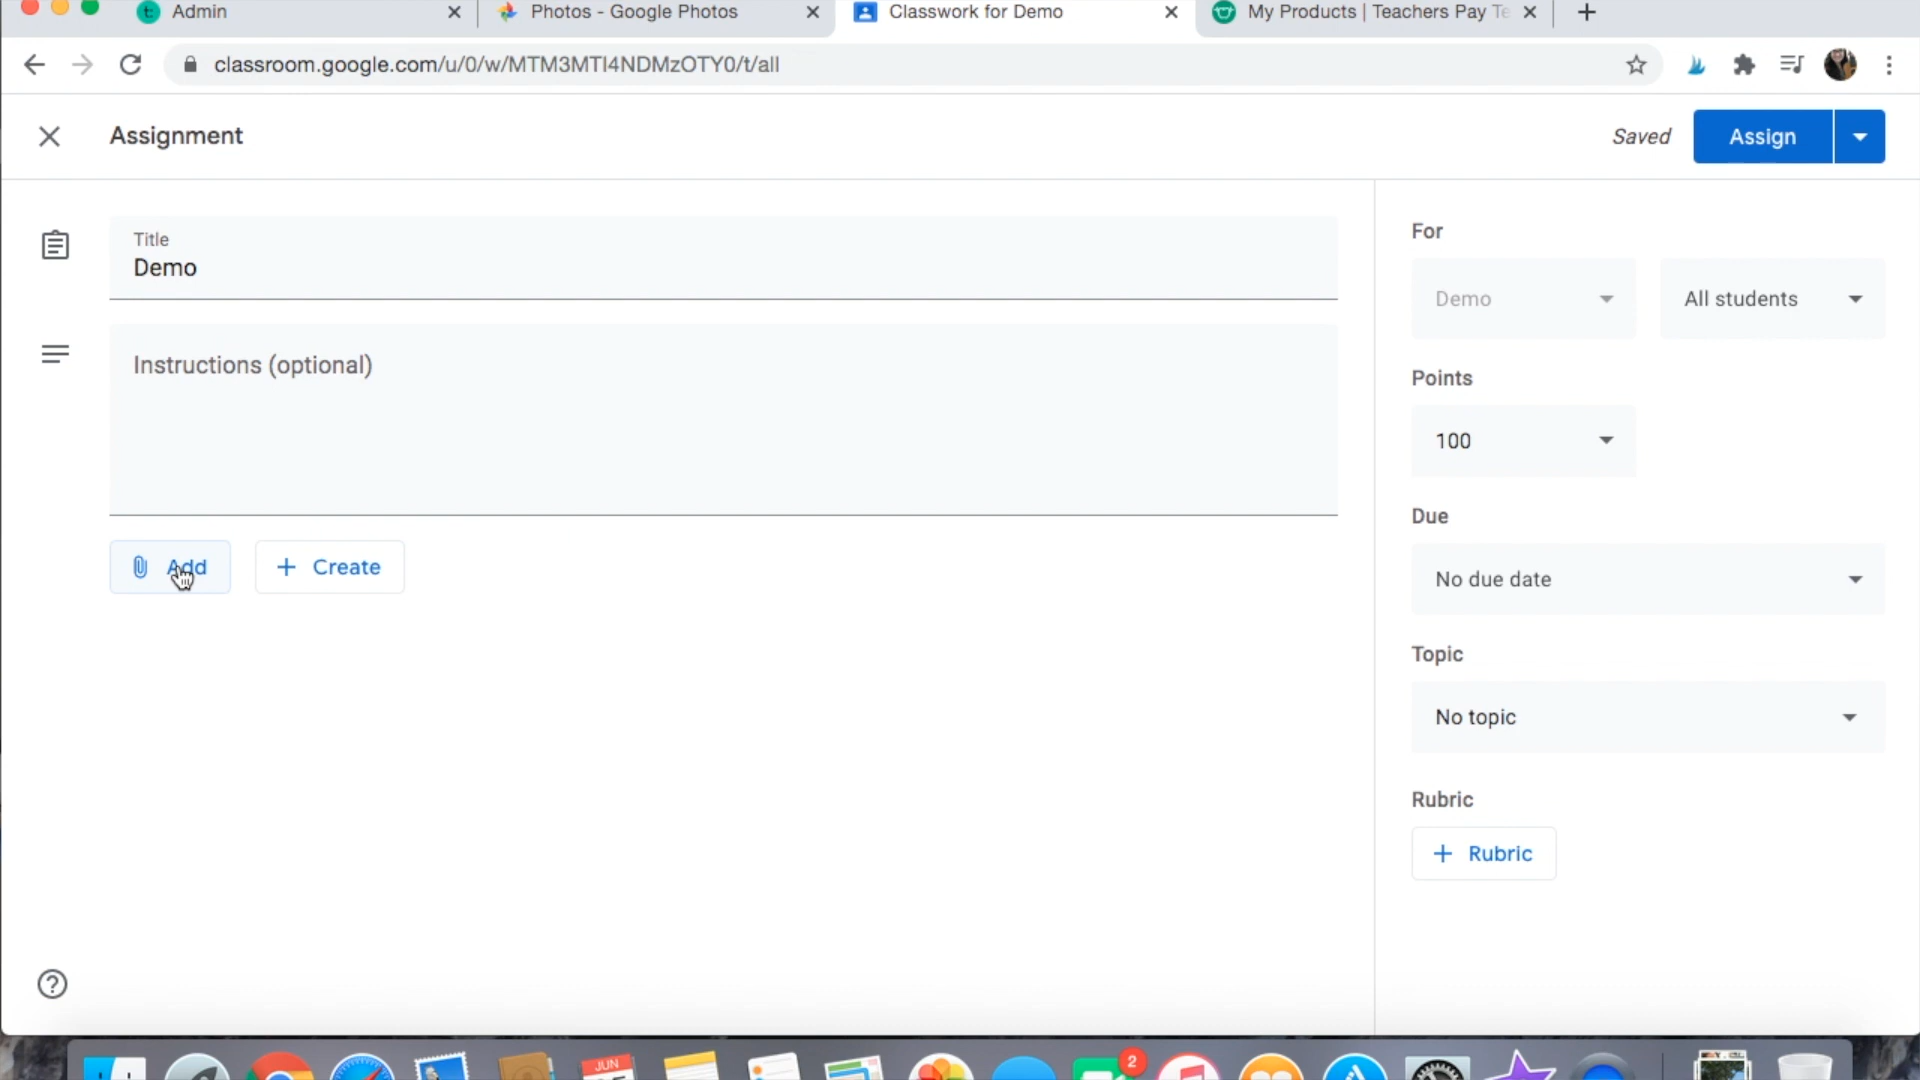 Admin
Photos - Google Photos
Classwork for Demo
My Products | Teachers Pay Te
classroom.google.com/u/0/w/MTM3MTI4NDMzOTY0/t/all
Assignment
Saved
Assign
Title
Demo
Instructions (optional)
Add
Create
For
Demo
All students
Points
100
Due
No due date
Topic
No topic
Rubric
Rubric
JUN
2